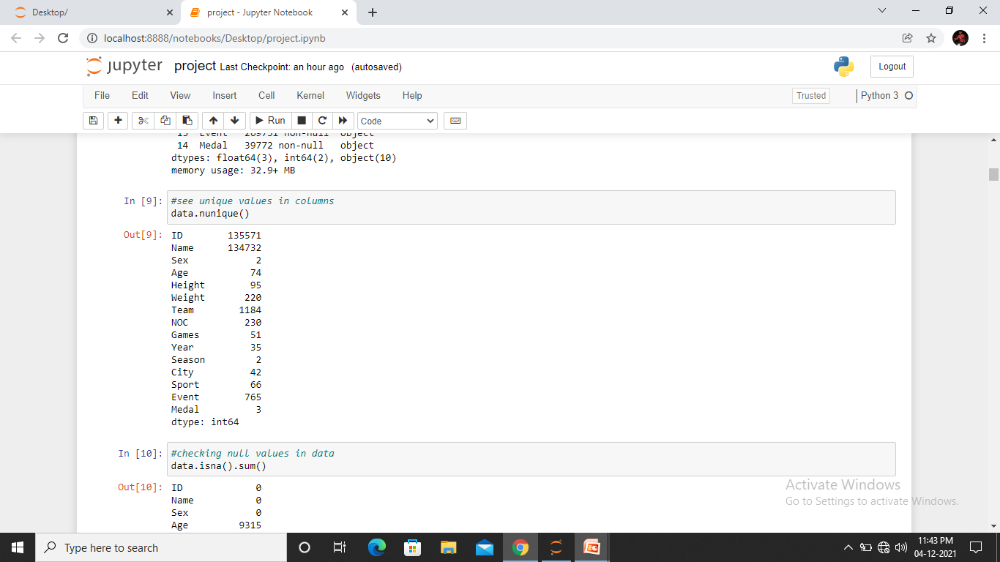 Desktop/
project - Jupyter Notebook
localhost:8888/notebooks/Desktop/project.ipynb
jupyter project Last Checkpoint: an hour ago (autosaved)
Logout
File Edit View Insert Cell Kernel Widgets Help
Trusted
Python 3
Run
Code
13 Event 269731 non-null object
14 Medal 39772 non-null object
dtypes: float64(3), int64(2), object(10)
memory usage: 32.9+ MB
In [9]: #see unique values in columns
data.nunique()
Out[9]: ID 135571
Name 134732
Sex 2
Age 74
Height 95
Weight 220
Team 1184
NOC 230
Games 51
Year 35
Season 2
City 42
Sport 66
Event 765
Medal 3
dtype: int64
In [10]: #checking null values in data
data.isna().sum()
Out[10]: ID 0
Name 0
Sex 0
Age 9315
Activate Windows
Go to Settings to activate Windows.
Type here to search
11:43 PM
04-12-2021